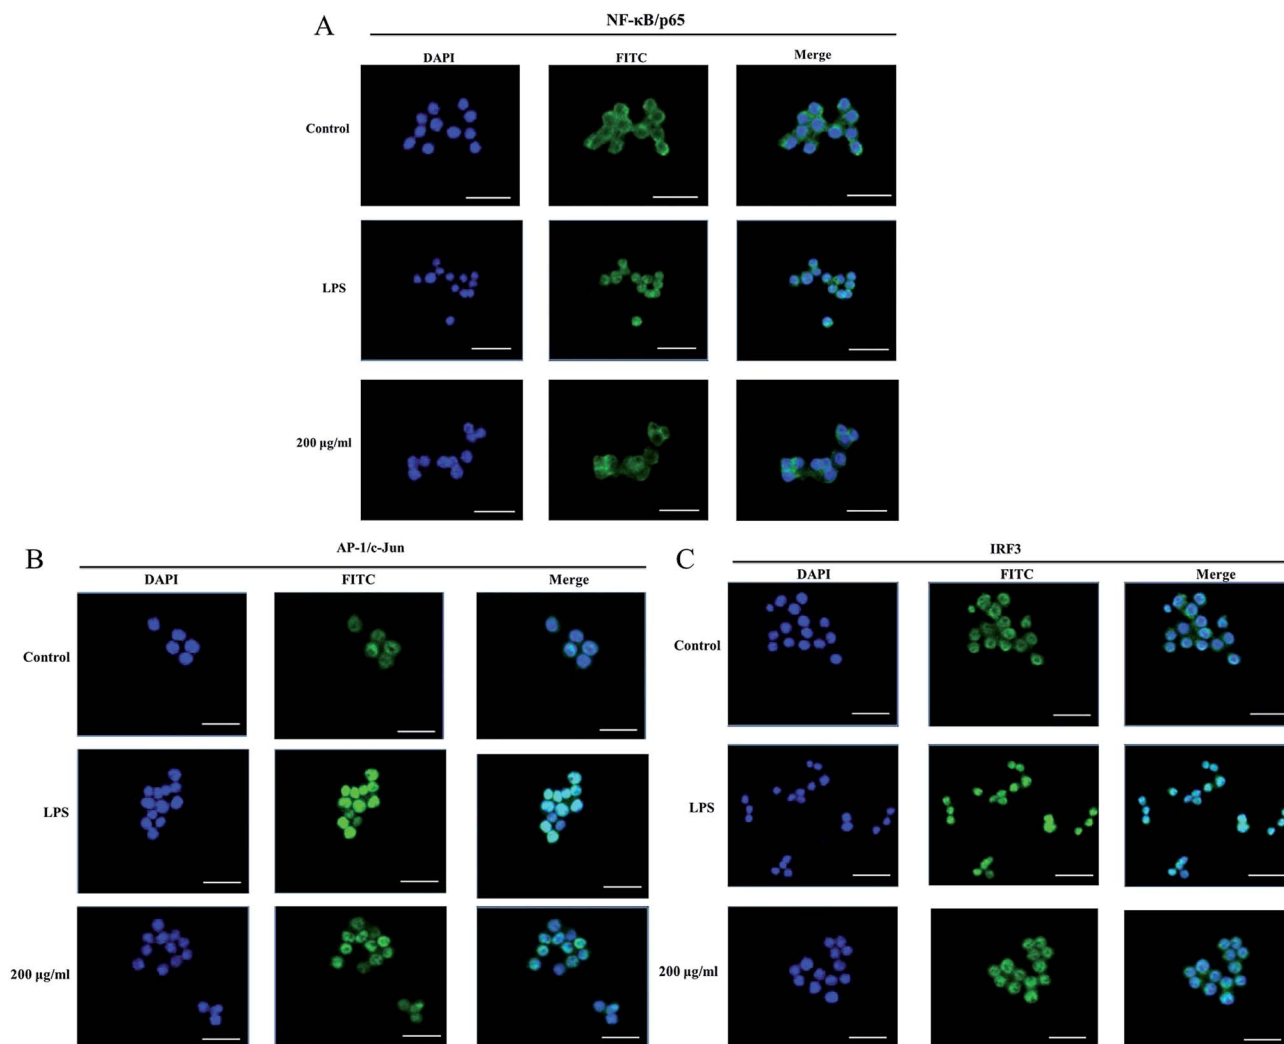 A
NF-κB/p65
DAPI FITC Merge
Control
LPS
200 μg/ml
B
AP-1/c-Jun
DAPI FITC Merge
Control
LPS
200 μg/ml
C
IRF3
DAPI FITC Merge
Control
LPS
200 μg/ml